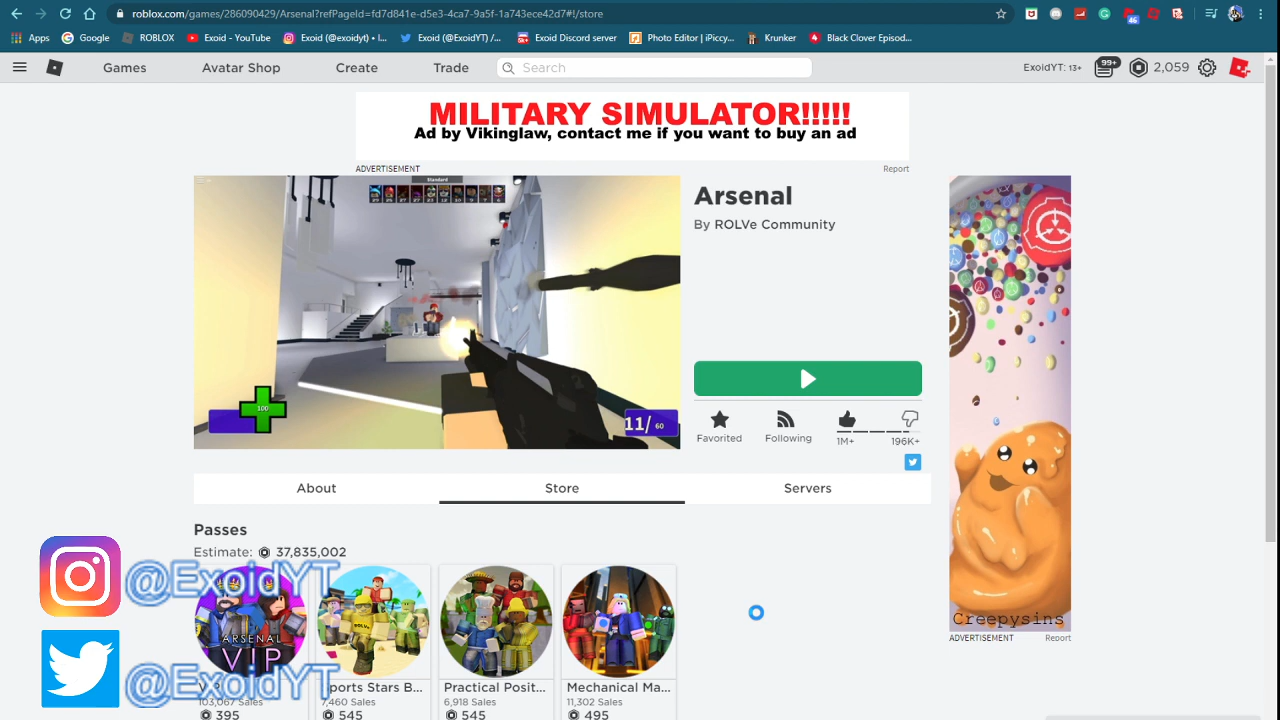 roblox.com/games/286090429/Arsenal?refPageId=fd7d841e-d5e3-4ca7-9a5f-1a743ece42d7#!/store
46
Apps Google ROBLOX Exoid - YouTube Exoid (@exoidyt) • I... Exoid (@ExoidYT) /... Exoid Discord server Photo Editor | iPiccy... Krunker Black Clover Episod...
Games Avatar Shop Create Trade Search ExoidYT: 13+ 99+ 2,059
MILITARY SIMULATOR!!!!!
Ad by Vikinglaw, contact me if you want to buy an ad
ADVERTISEMENT Report
Standard
100
11/ 60
Arsenal
By ROLVe Community
Favorited Following 1M+ 196K+
About Store Servers
Passes
Estimate: 37,835,002
ARSENAL
VIP
ROLVe
@ExoidYT
@ExoidYT
ports Stars B... Practical Posit... Mechanical Ma...
103,067 Sales 7,460 Sales 6,918 Sales 11,302 Sales
395 545 545 495
Creepysins
ADVERTISEMENT Report